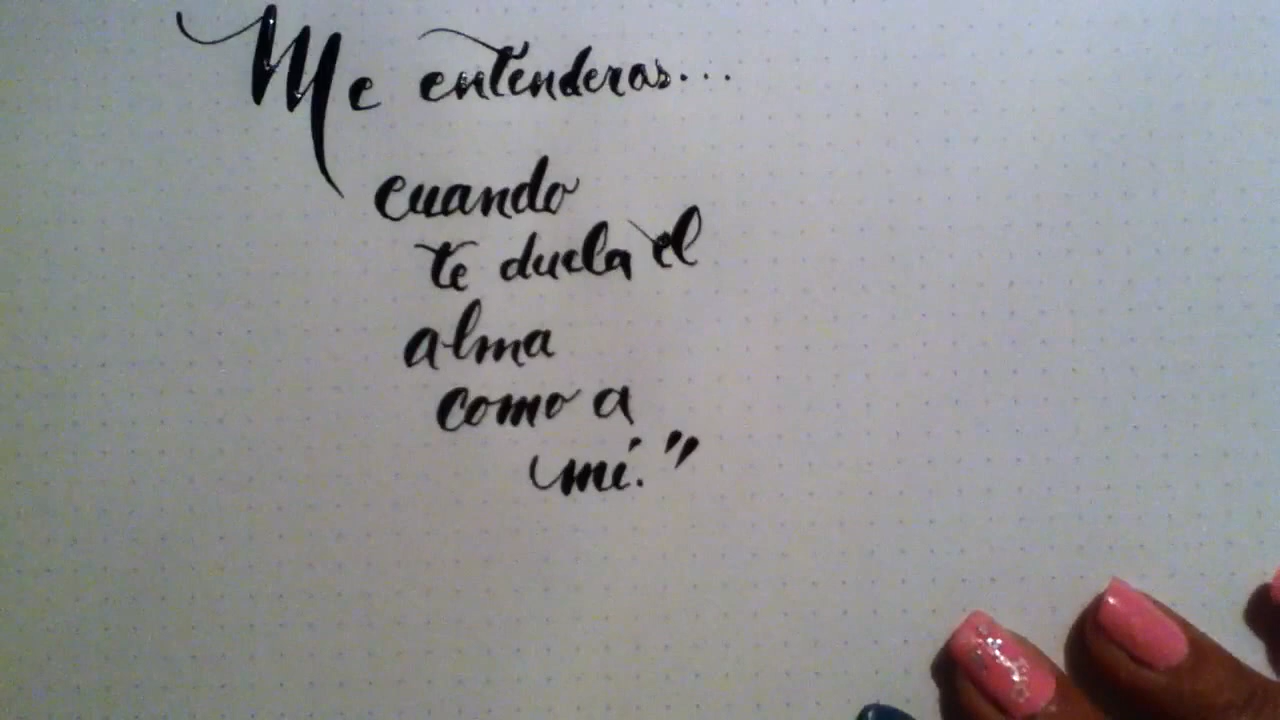 Me entenderas...
cuando
te duela el
alma
como a
mí."